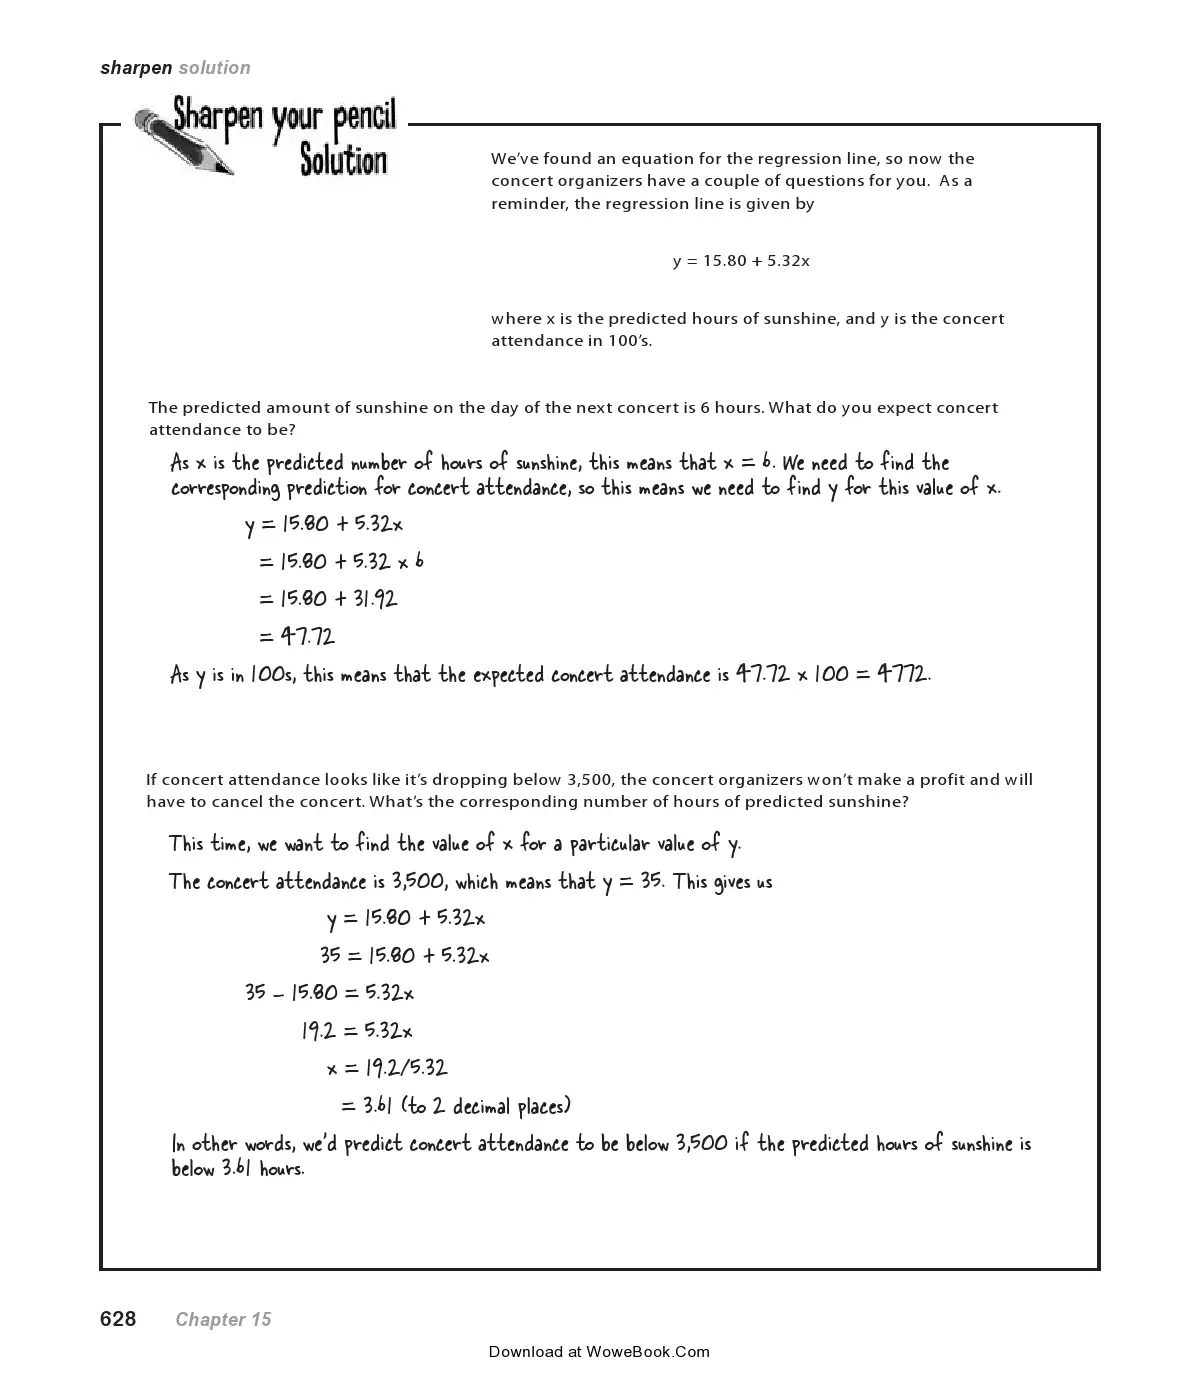 sharpen solution
Sharpen your pencil
Solution
We've found an equation for the regression line, so now the
concert organizers have a couple of questions for you. As a
reminder, the regression line is given by
y = 15.80 + 5.32x
where x is the predicted hours of sunshine, and y is the concert
attendance in 100's.
The predicted amount of sunshine on the day of the next concert is 6 hours. What do you expect concert
attendance to be?
As x is the predicted number of hours of sunshine, this means that x = 6. We need to find the
corresponding prediction for concert attendance, so this means we need to find y for this value of x.
y = 15.80 + 5.32x
= 15.80 + 5.32 x 6
= 15.80 + 31.92
= 47.72
As y is in 100s, this means that the expected concert attendance is 47.72 x 100 = 4772.
If concert attendance looks like it's dropping below 3,500, the concert organizers won't make a profit and will
have to cancel the concert. What's the corresponding number of hours of predicted sunshine?
This time, we want to find the value of x for a particular value of y.
The concert attendance is 3,500, which means that y = 35. This gives us
y = 15.80 + 5.32x
35 = 15.80 + 5.32x
35 – 15.80 = 5.32x
19.2 = 5.32x
x = 19.2/5.32
= 3.61 (to 2 decimal places)
In other words, we'd predict concert attendance to be below 3,500 if the predicted hours of sunshine is
below 3.61 hours.
628 Chapter 15
Download at WoweBook.Com